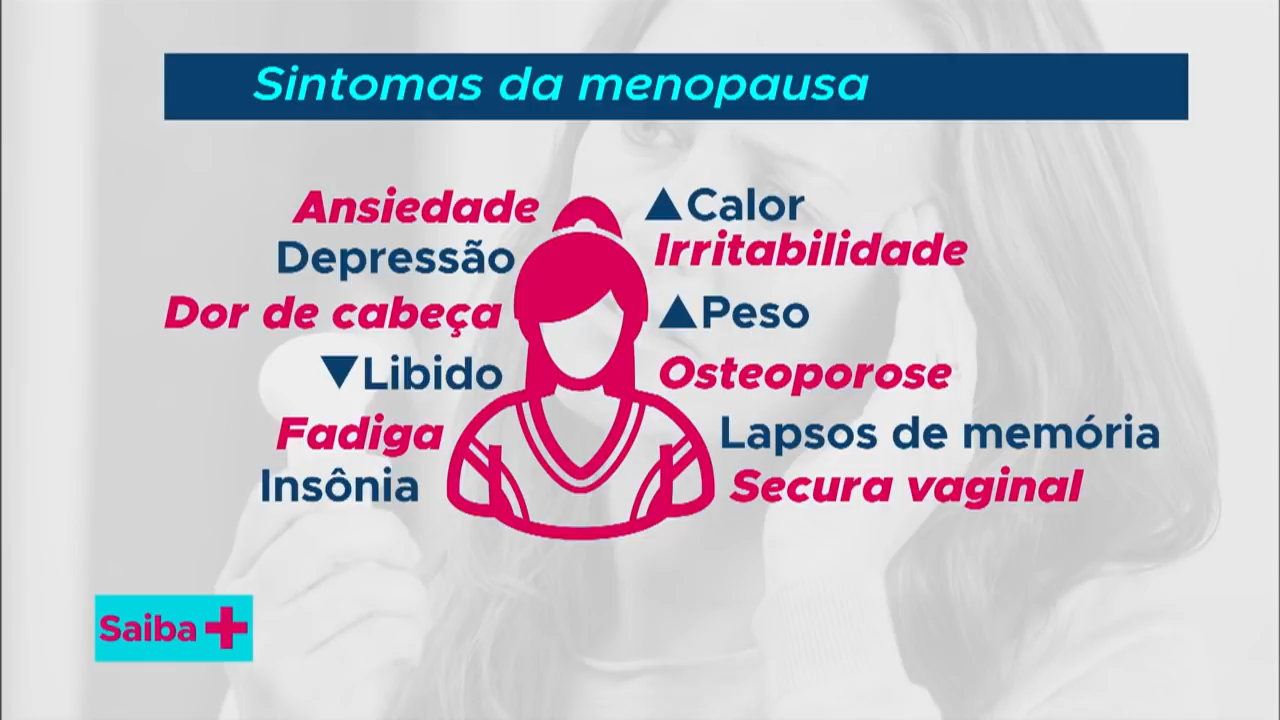 Sintomas da menopausa
Ansiedade
Depressão
Dor de cabeça
▼Libido
Fadiga
Insônia
▲Calor
Irritabilidade
▲Peso
Osteoporose
Lapsos de memória
Secura vaginal
Saiba +